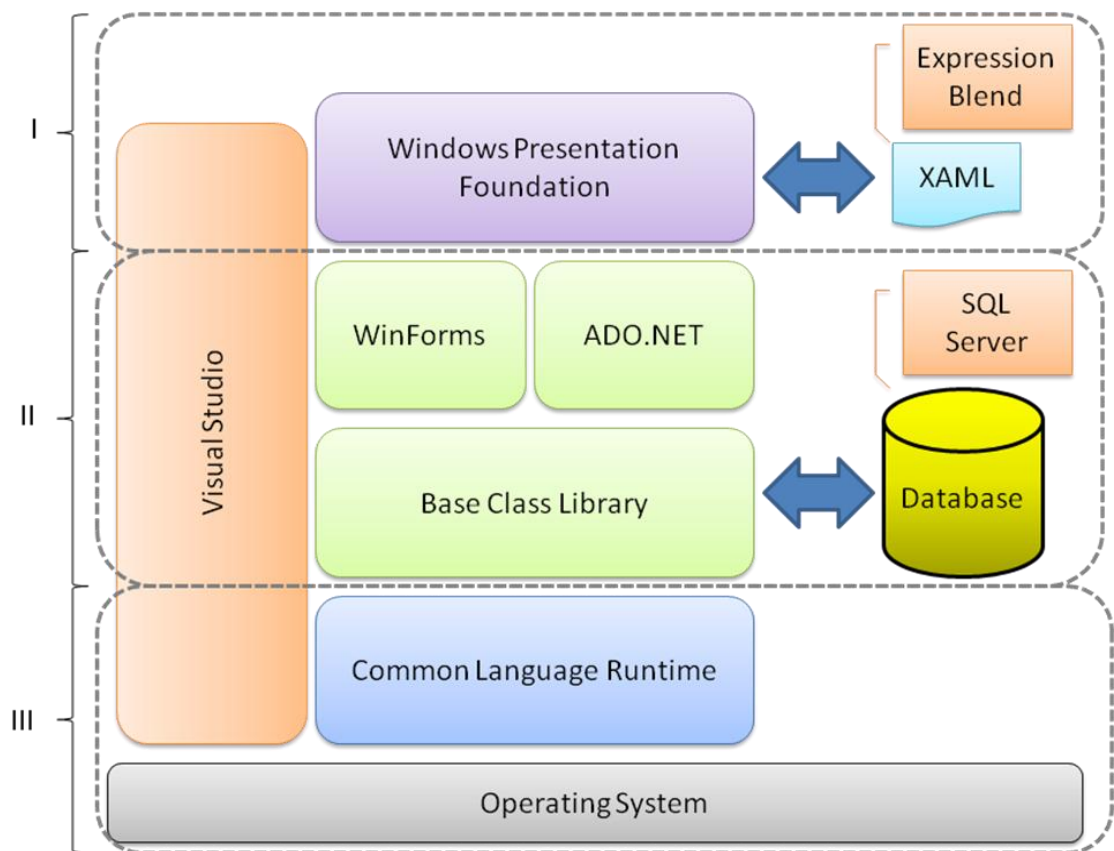 I
Expression
Blend
Windows Presentation
Foundation
XAML
II
Visual Studio
WinForms
ADO.NET
SQL
Server
Base Class Library
Database
III
Common Language Runtime
Operating System